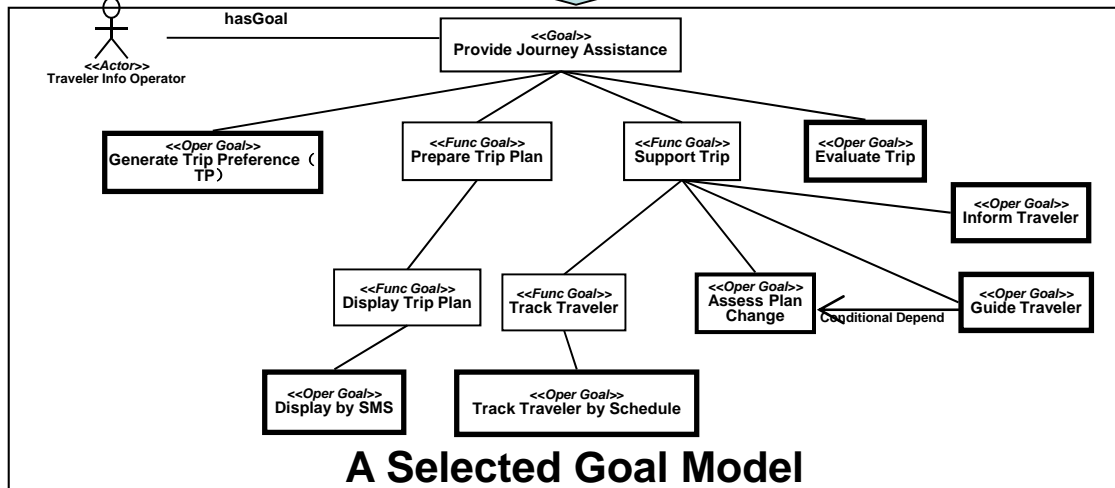 hasGoal
<<Actor>>
Traveler Info Operator
<<Goal>>
Provide Journey Assistance
<<Oper Goal>>
Generate Trip Preference（
TP）
<<Func Goal>>
Prepare Trip Plan
<<Func Goal>>
Support Trip
<<Oper Goal>>
Evaluate Trip
<<Oper Goal>>
Inform Traveler
<<Func Goal>>
Display Trip Plan
<<Func Goal>>
Track Traveler
<<Oper Goal>>
Assess Plan
Change
Conditional Depend
<<Oper Goal>>
Guide Traveler
<<Oper Goal>>
Display by SMS
<<Oper Goal>>
Track Traveler by Schedule
A Selected Goal Model